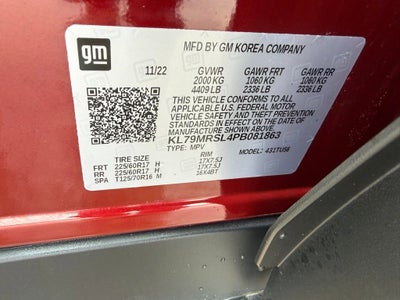 gm
MFD BY GM KOREA COMPANY
11/22 GVWR GAWR FRT GAWR RR
2000 KG 1060 KG 1060 KG
4409 LB 2336 LB 2336 LB
THIS VEHICLE CONFORMS TO ALL
APPLICABLE U.S. FEDERAL MOTOR
VEHICLE SAFETY, BUMPER, AND THEFT
PREVENTION STANDARDS
IN EFFECT ON THE DATE OF
MANUFACTURE SHOWN ABOVE
KL79MRSL4PB081863
TYPE: MPV MODEL: 431TU56
TIRE SIZE RIM
FRT 225/60R17 H 17X7.5J
RR 225/60R17 H 17X7.5J
SPA T125/70R16 M 16X4BT